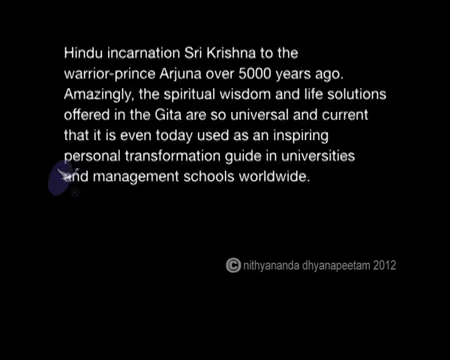 Hindu incarnation Sri Krishna to the
warrior-prince Arjuna over 5000 years ago.
Amazingly, the spiritual wisdom and life solutions
offered in the Gita are so universal and current
that it is even today used as an inspiring
personal transformation guide in universities
and management schools worldwide.
© nithyananda dhyanapeetam 2012